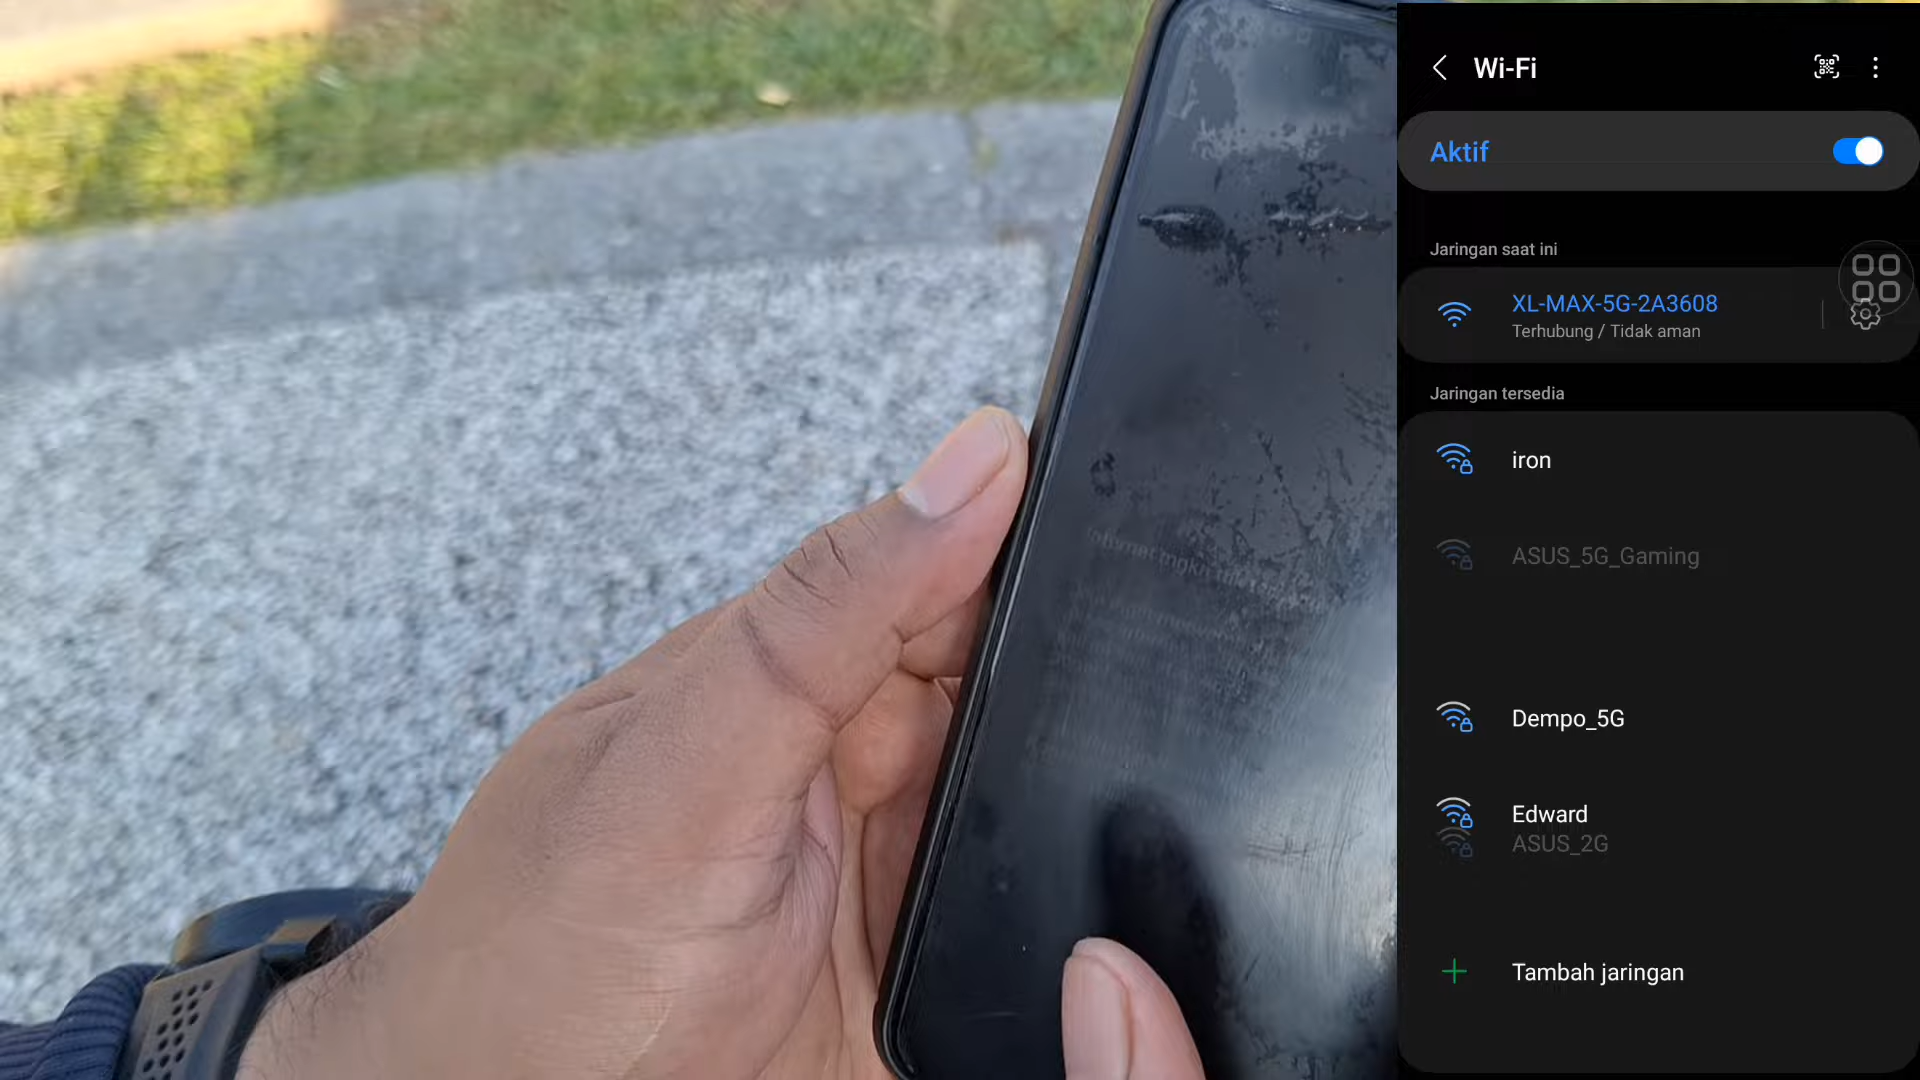 Wi-Fi
Aktif
Jaringan saat ini
XL-MAX-5G-2A3608
Terhubung / Tidak aman
Jaringan tersedia
iron
ASUS_5G_Gaming
Dempo_5G
Edward
ASUS_2G
Tambah jaringan